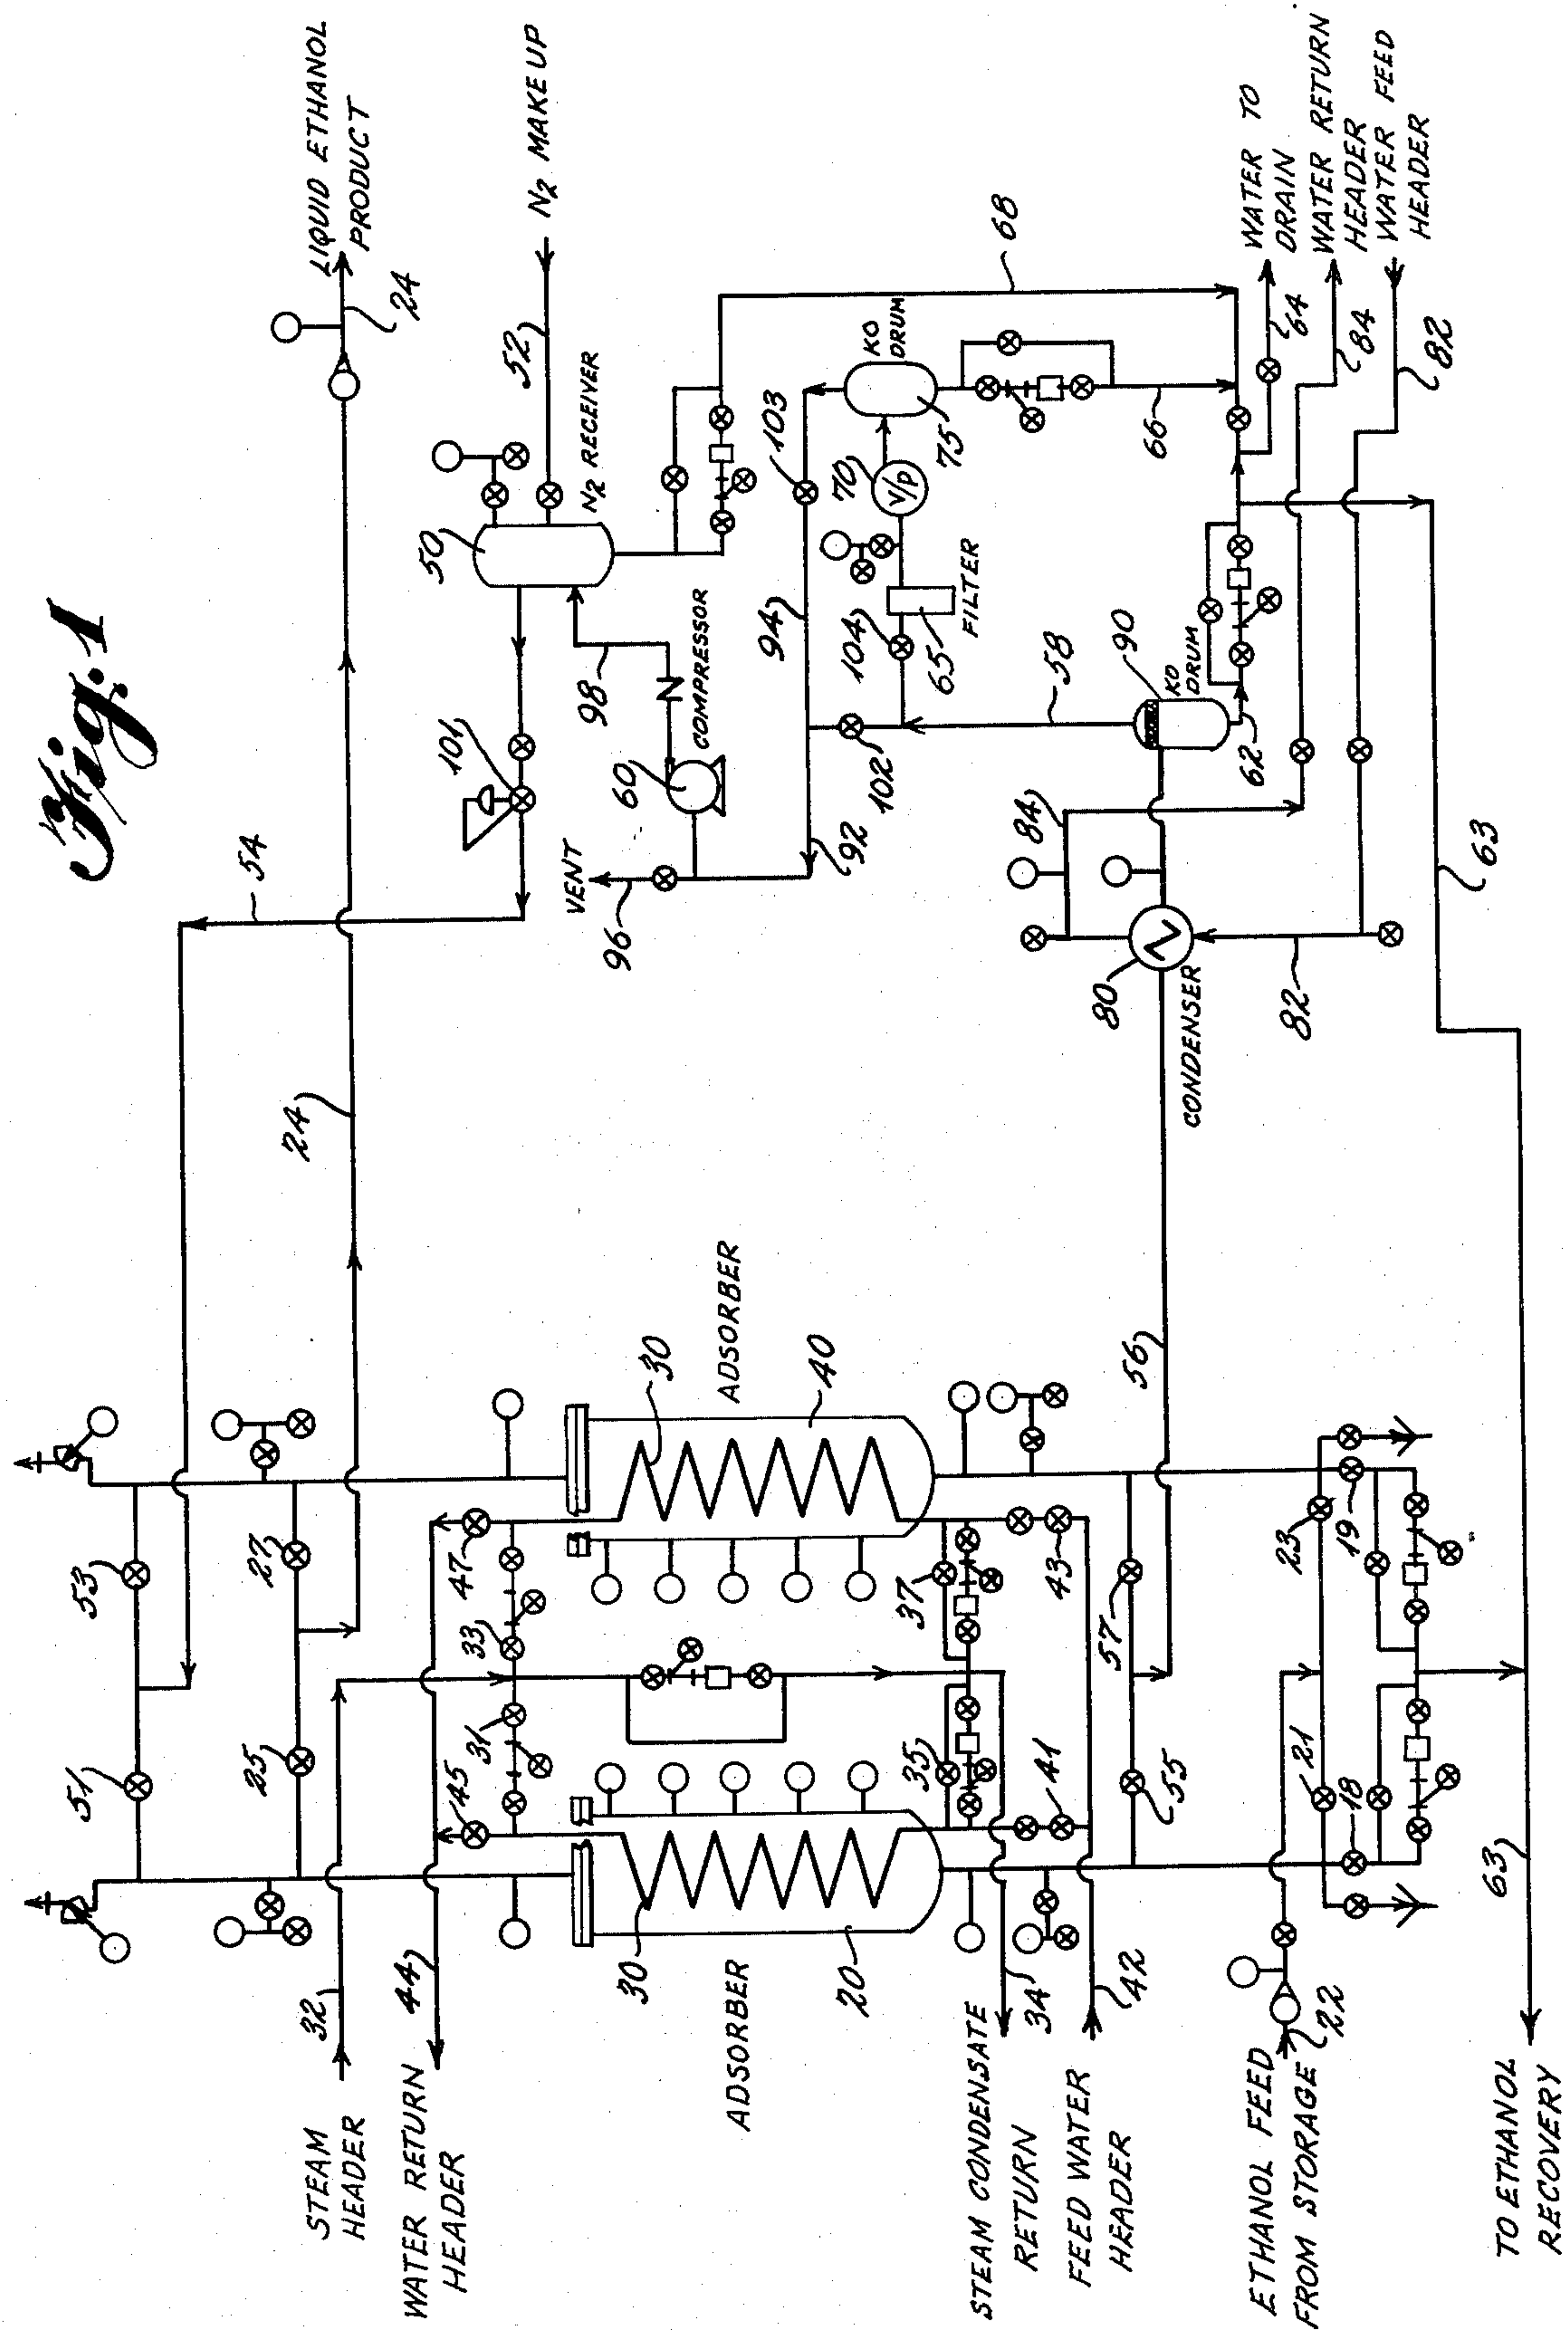 Fig. 1
LIQUID ETHANOL
PRODUCT
24
N2 MAKE UP
52
54
101
50
N2 RECEIVER
98
COMPRESSOR
60
VENT
96
92
94
103
102
104
65
FILTER
70
V/P
75
KO
DRUM
68
66
58
90
KO
DRUM
62
84
80
CONDENSER
82
WATER TO
DRAIN
64
WATER RETURN
HEADER
84
WATER FEED
HEADER
82
63
24
53
27
51
25
47
33
31
45
30
ADSORBER
40
37
43
57
56
23
19
35
41
55
21
18
30
ADSORBER
20
32
STEAM
HEADER
44
WATER RETURN
HEADER
STEAM CONDENSATE
RETURN
34
FEED WATER
HEADER
42
ETHANOL FEED
FROM STORAGE
22
63
TO ETHANOL
RECOVERY